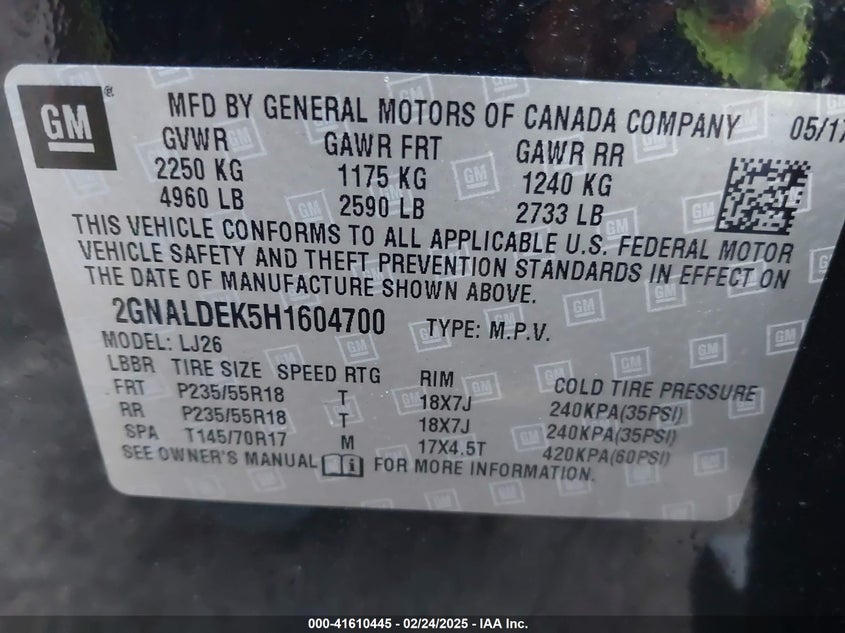 GM® MFD BY GENERAL MOTORS OF CANADA COMPANY 05/17
GVWR GAWR FRT GAWR RR
2250 KG 1175 KG 1240 KG
4960 LB 2590 LB 2733 LB
THIS VEHICLE CONFORMS TO ALL APPLICABLE U.S. FEDERAL MOTOR
VEHICLE SAFETY AND THEFT PREVENTION STANDARDS IN EFFECT ON
THE DATE OF MANUFACTURE SHOWN ABOVE.
2GNALDEK5H1604700 TYPE: M.P.V.
MODEL: LJ26
LBBR TIRE SIZE SPEED RTG RIM COLD TIRE PRESSURE
FRT P235/55R18 T 18X7J 240KPA(35PSI)
RR P235/55R18 T 18X7J 240KPA(35PSI)
SPA T145/70R17 M 17X4.5T 420KPA(60PSI)
SEE OWNER'S MANUAL FOR MORE INFORMATION.
000-41610445 - 02/24/2025 - IAA Inc.